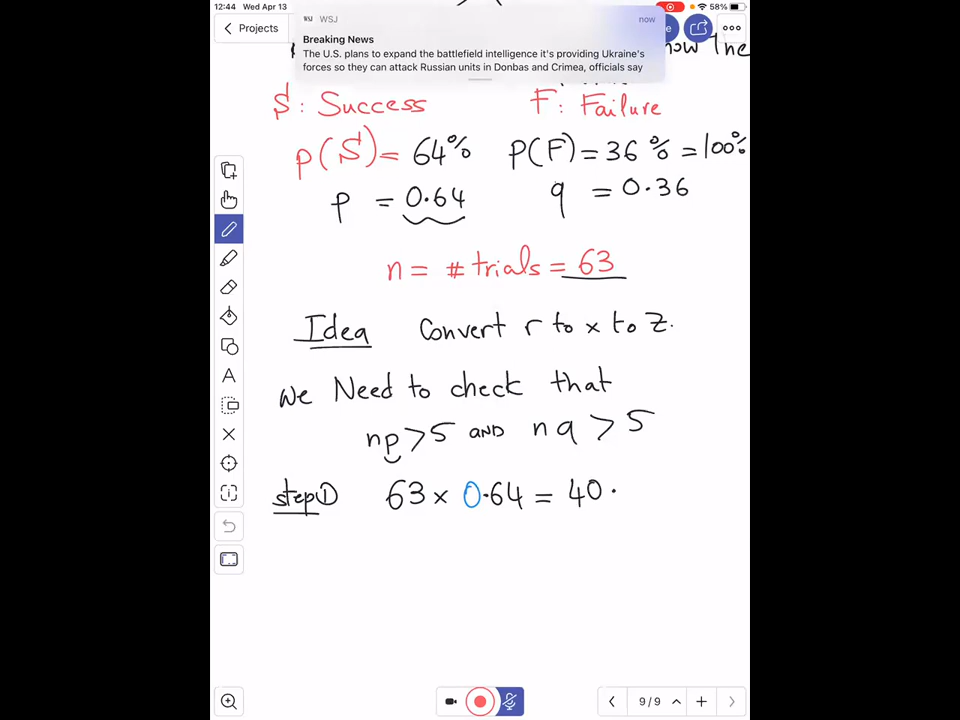 12:44 Wed Apr 13
58%
WSJ WSJ now
Breaking News
The U.S. plans to expand the battlefield intelligence it's providing Ukraine's
forces so they can attack Russian units in Donbas and Crimea, officials say
Projects
now The
S : Success F : Failure
p(S) = 64% P(F) = 36 % = 100%
p = 0.64 q = 0.36
n = # trials = 63
Idea Convert r to x to z.
We Need to check that
np > 5 AND nq > 5
step① 63 × 0.64 = 40.
A
9/9